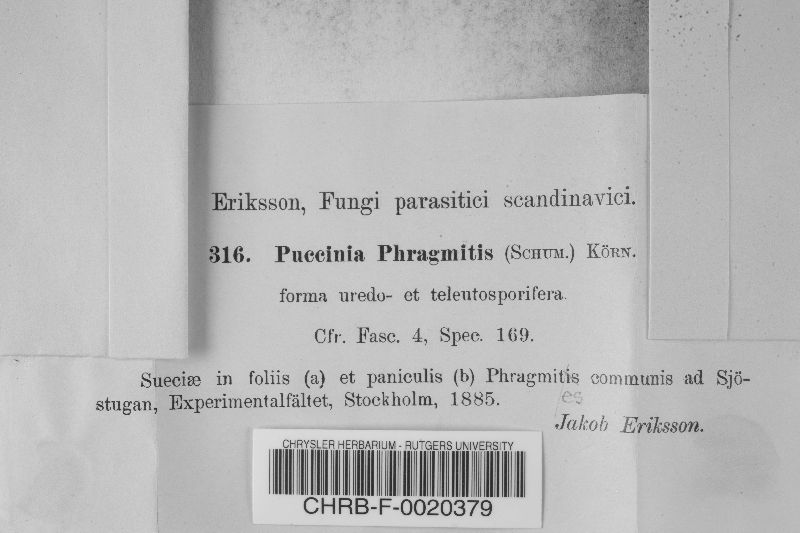 Eriksson, Fungi parasitici scandinavici.
316. Puccinia Phragmitis (SCHUM.) KÖRN.
forma uredo- et teleutosporifera.
Cfr. Fasc. 4, Spec. 169.
Sueciæ in foliis (a) et paniculis (b) Phragmitis communis ad Sjö-
stugan, Experimentalfältet, Stockholm, 1885.
es
Jakob Eriksson.
CHRYSLER HERBARIUM - RUTGERS UNIVERSITY
CHRB-F-0020379